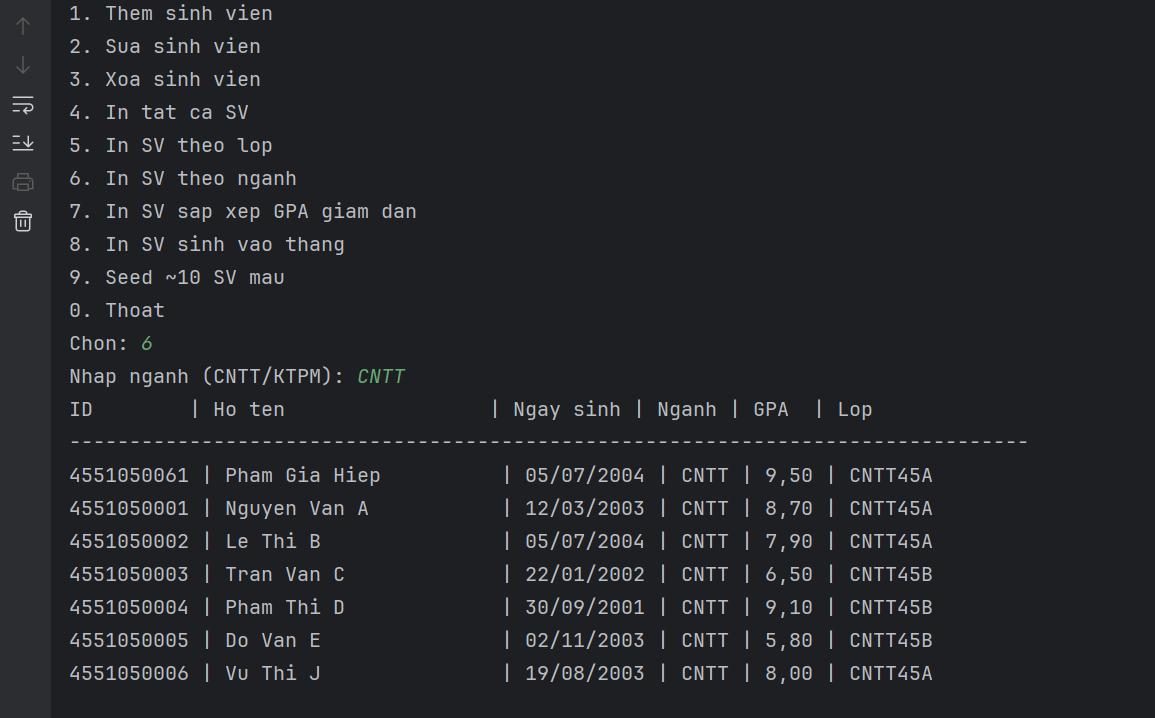 1. Them sinh vien
2. Sua sinh vien
3. Xoa sinh vien
4. In tat ca SV
5. In SV theo lop
6. In SV theo nganh
7. In SV sap xep GPA giam dan
8. In SV sinh vao thang
9. Seed ~10 SV mau
0. Thoat
Chon: 6
Nhap nganh (CNTT/KTPM): CNTT
ID        | Ho ten                 | Ngay sinh | Nganh | GPA  | Lop
--------------------------------------------------------------------------------
4551050061 | Pham Gia Hiep          | 05/07/2004 | CNTT | 9,50 | CNTT45A
4551050001 | Nguyen Van A           | 12/03/2003 | CNTT | 8,70 | CNTT45A
4551050002 | Le Thi B               | 05/07/2004 | CNTT | 7,90 | CNTT45A
4551050003 | Tran Van C             | 22/01/2002 | CNTT | 6,50 | CNTT45B
4551050004 | Pham Thi D             | 30/09/2001 | CNTT | 9,10 | CNTT45B
4551050005 | Do Van E               | 02/11/2003 | CNTT | 5,80 | CNTT45B
4551050006 | Vu Thi J               | 19/08/2003 | CNTT | 8,00 | CNTT45A